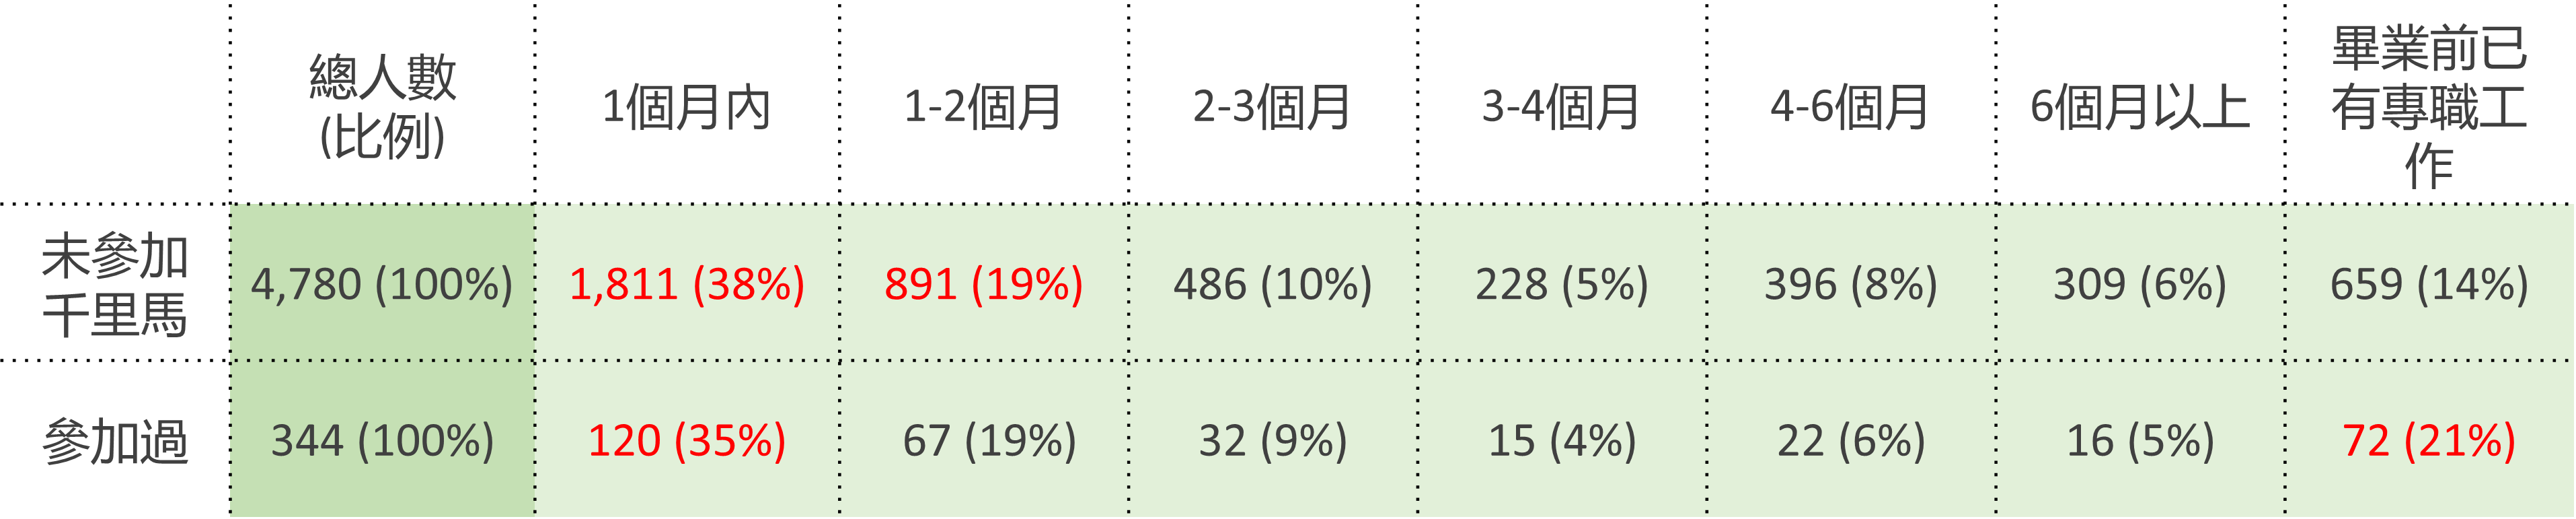 總人數
(比例)
1個月內
1-2個月
2-3個月
3-4個月
4-6個月
6個月以上
畢業前已
有專職工
作
未參加
千里馬
4,780 (100%)
1,811 (38%)
891 (19%)
486 (10%)
228 (5%)
396 (8%)
309 (6%)
659 (14%)
參加過
344 (100%)
120 (35%)
67 (19%)
32 (9%)
15 (4%)
22 (6%)
16 (5%)
72 (21%)